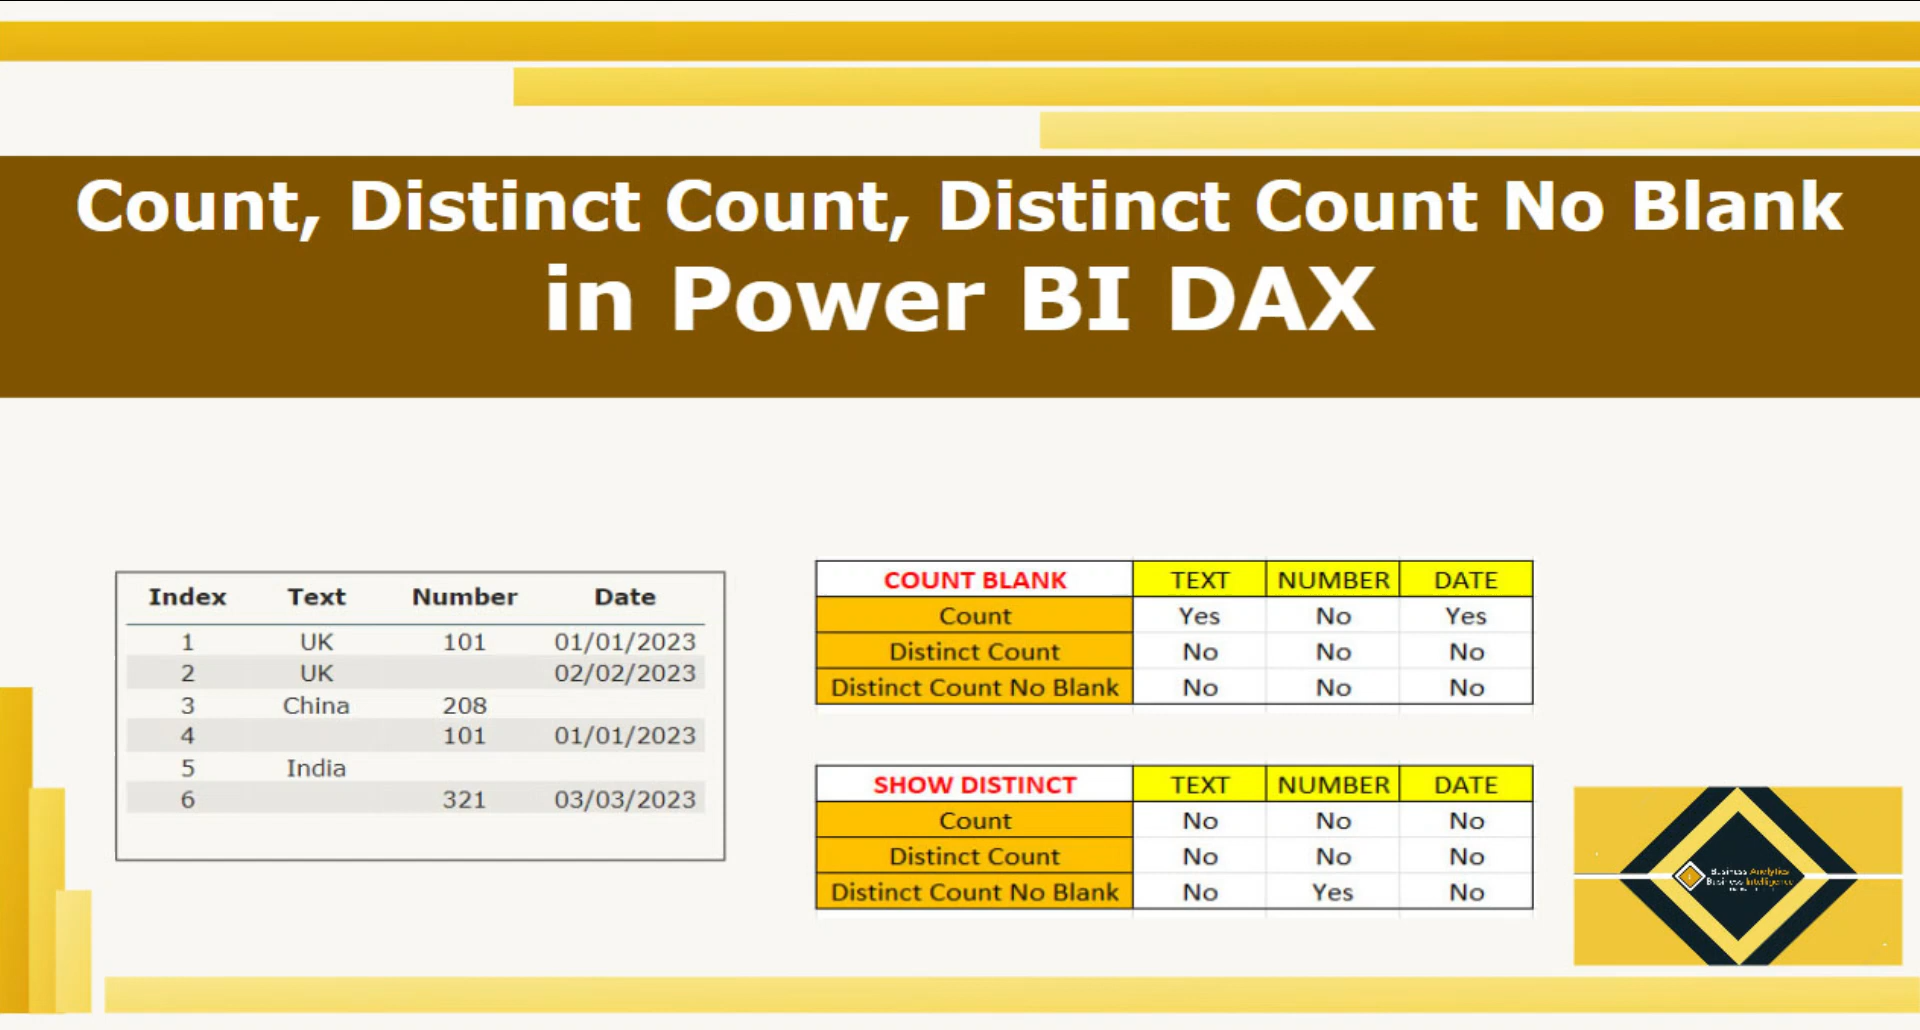 Count, Distinct Count, Distinct Count No Blank
in Power BI DAX
Index Text Number Date
1 UK 101 01/01/2023
2 UK 02/02/2023
3 China 208
4 101 01/01/2023
5 India
6 321 03/03/2023
COUNT BLANK TEXT NUMBER DATE
Count Yes No Yes
Distinct Count No No No
Distinct Count No Blank No No No
SHOW DISTINCT TEXT NUMBER DATE
Count No No No
Distinct Count No No No
Distinct Count No Blank No Yes No
Business Analytics
Business Intelligence